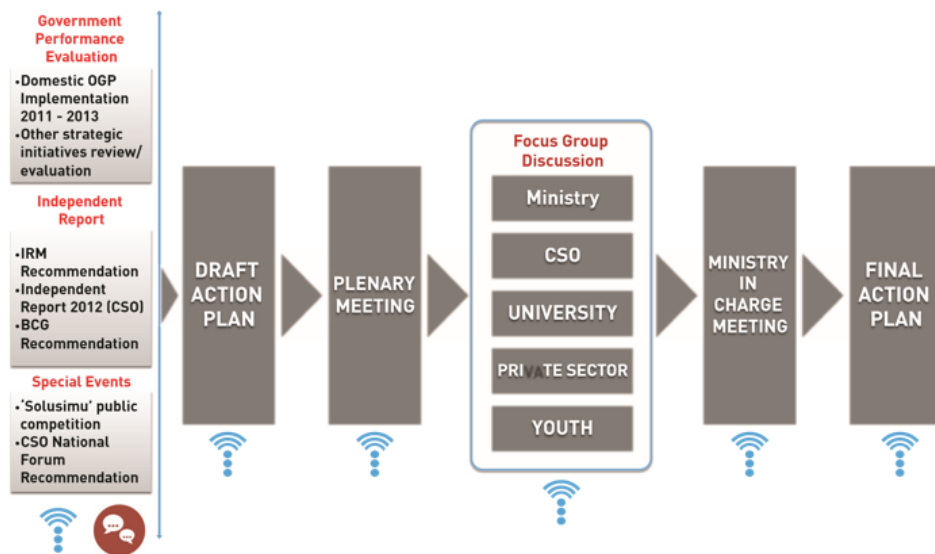 Government
Performance
Evaluation
•Domestic OGP
Implementation
2011 - 2013
•Other strategic
initiatives review/
evaluation
Independent
Report
•IRM
Recommendation
•Independent
Report 2012 (CSO)
•BCG
Recommendation
Special Events
•'Solusimu' public
competition
•CSO National
Forum
Recommendation
DRAFT
ACTION
PLAN
PLENARY
MEETING
Focus Group
Discussion
Ministry
CSO
UNIVERSITY
PRIVATE SECTOR
YOUTH
MINISTRY
IN
CHARGE
MEETING
FINAL
ACTION
PLAN